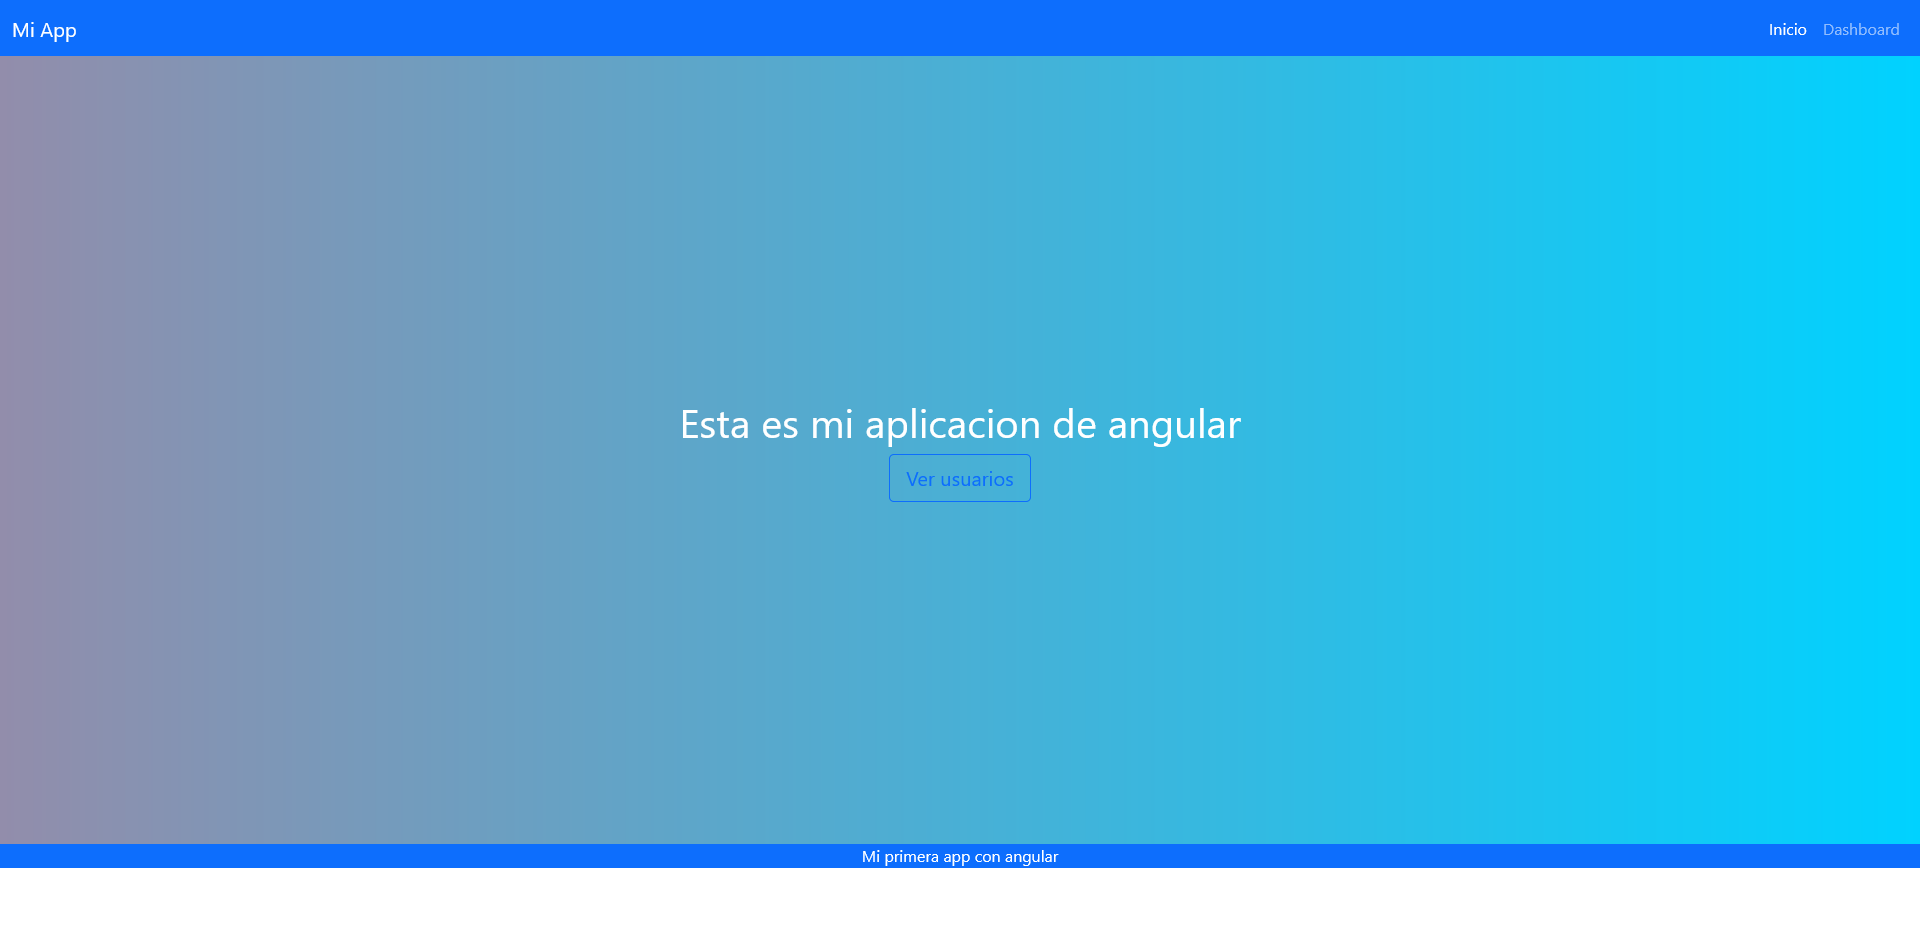 Mi App
Inicio Dashboard
Esta es mi aplicacion de angular
Ver usuarios
Mi primera app con angular